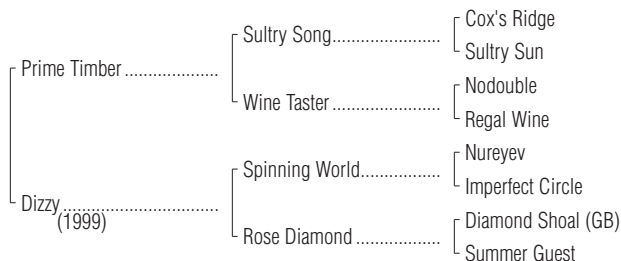 Cox's Ridge
Sultry Song.......................
Sultry Sun
Prime Timber ....................
Nodouble
Wine Taster .......................
Regal Wine
Nureyev
Spinning World.................
Imperfect Circle
Dizzy.................................
(1999)
Diamond Shoal (GB)
Rose Diamond ..................
Summer Guest